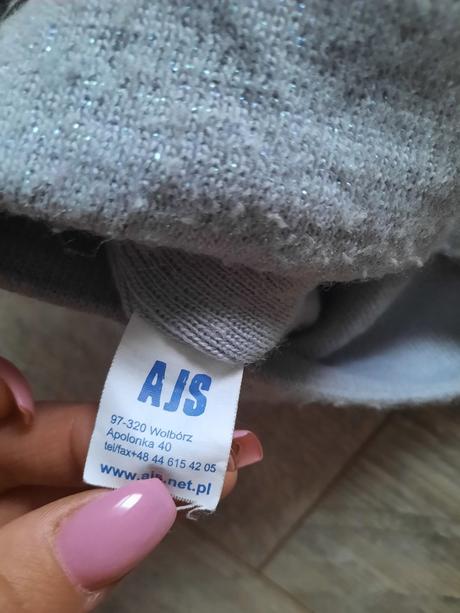 AJS
97-320 Wolbórz
Apolonka 40
tel/fax+48 44 615 42 05
www.ajs.net.pl